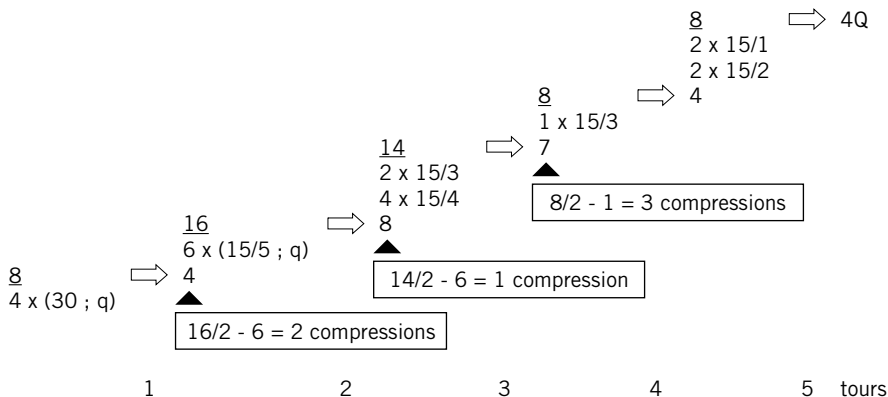 8
4 x (30 ; q)
16
6 x (15/5 ; q)
4
16/2 - 6 = 2 compressions
14
2 x 15/3
4 x 15/4
8
14/2 - 6 = 1 compression
8
1 x 15/3
7
8/2 - 1 = 3 compressions
8
2 x 15/1
2 x 15/2
4
4Q
1 2 3 4 5 tours